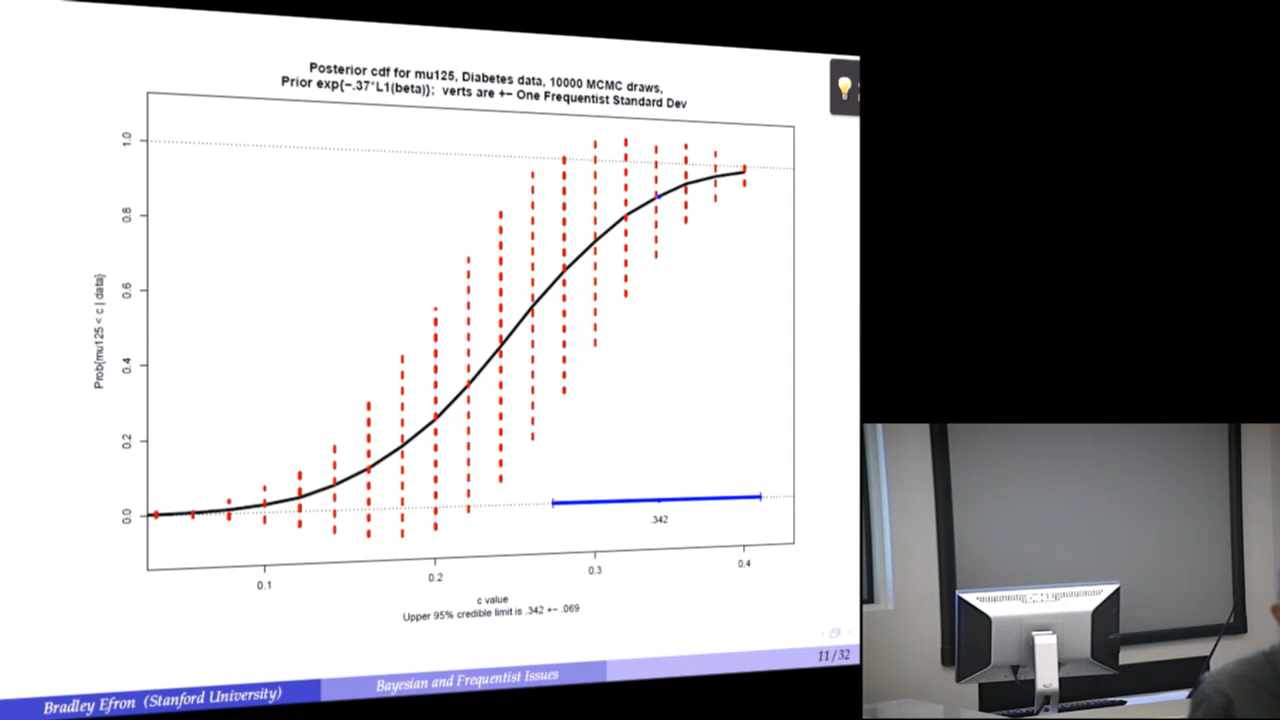 Posterior cdf for mu125, Diabetes data, 10000 MCMC draws,
Prior exp{−.37*L1(beta)}; verts are +− One Frequentist Standard Dev
1.0
0.8
0.6
0.4
0.2
0.0
Prob{mu125 < c | data}
.342
0.1
0.2
0.3
0.4
c value
Upper 95% credible limit is .342 +− .069
11 / 32
Bradley Efron (Stanford University)
Bayesian and Frequentist Issues